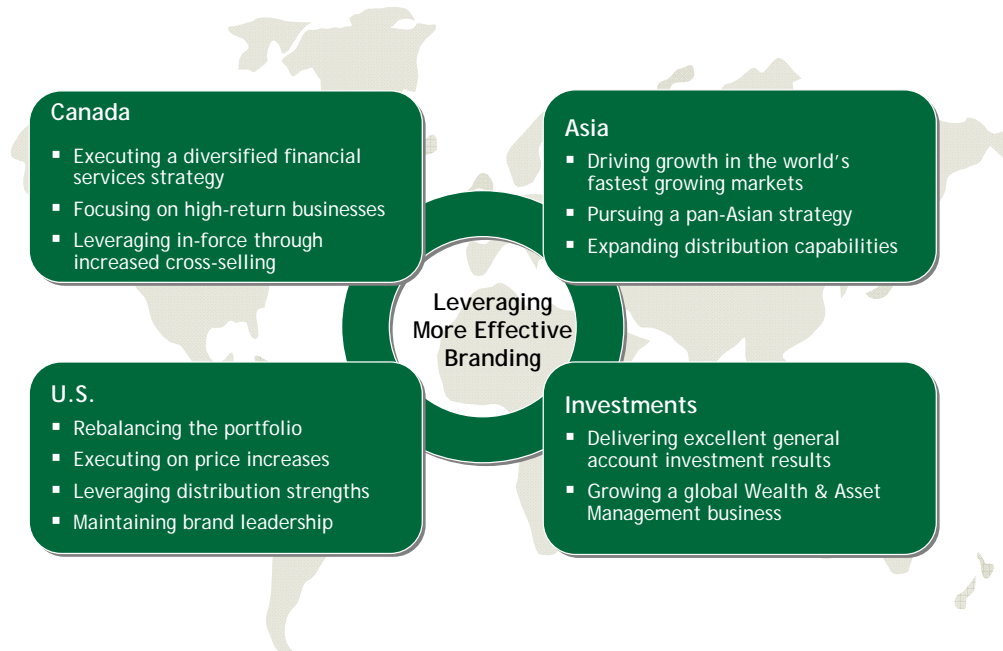 Canada
▪ Executing a diversified financial
services strategy
▪ Focusing on high-return businesses
▪ Leveraging in-force through
increased cross-selling
Asia
▪ Driving growth in the world's
fastest growing markets
▪ Pursuing a pan-Asian strategy
▪ Expanding distribution capabilities
Leveraging
More Effective
Branding
U.S.
▪ Rebalancing the portfolio
▪ Executing on price increases
▪ Leveraging distribution strengths
▪ Maintaining brand leadership
Investments
▪ Delivering excellent general
account investment results
▪ Growing a global Wealth & Asset
Management business